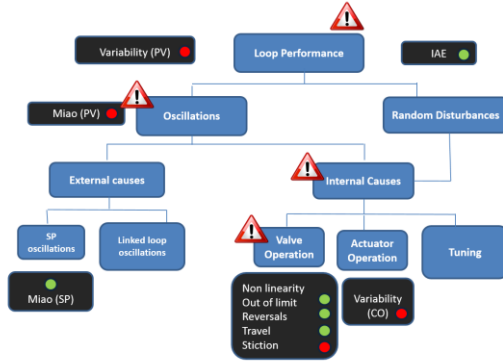 Variability (PV)
Loop Performance
IAE
Miao (PV)
Oscillations
Random Disturbances
External causes
Internal Causes
SP
oscillations
Linked loop
oscillations
Valve
Operation
Actuator
Operation
Tuning
Miao (SP)
Non linearity
Out of limit
Reversals
Travel
Stiction
Variability
(CO)